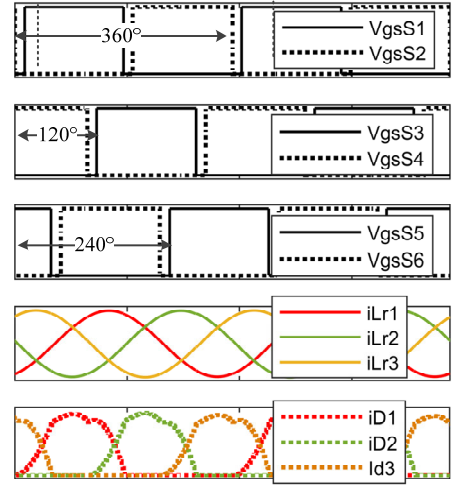 360°
VgsS1
VgsS2
120°
VgsS3
VgsS4
240°
VgsS5
VgsS6
iLr1
iLr2
iLr3
iD1
iD2
Id3